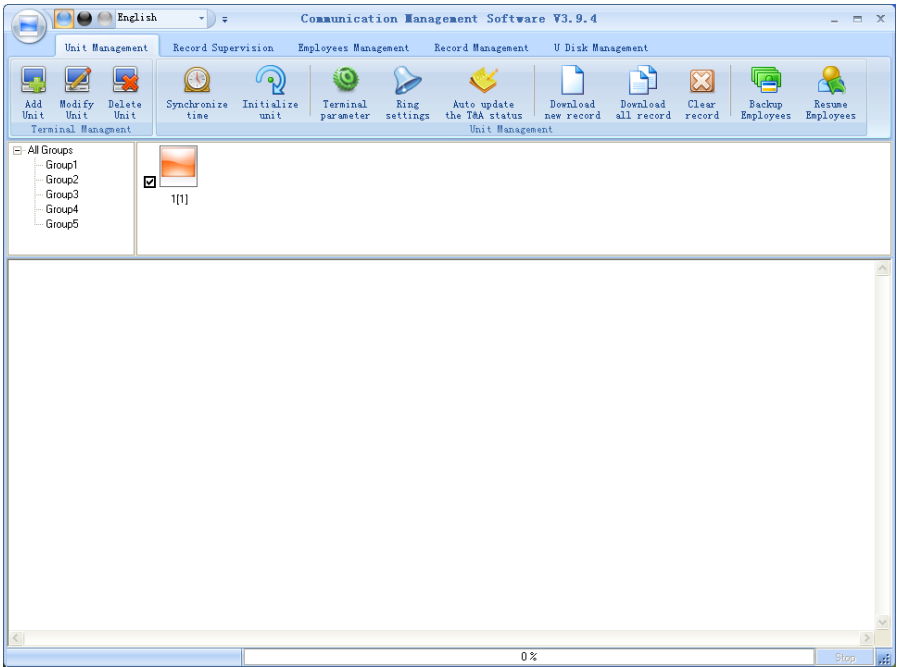 English
Communication Management Software V3.9.4
Unit Management
Record Supervision
Employees Management
Record Management
U Disk Management
Add
Unit
Modify
Unit
Delete
Unit
Synchronize
time
Initialize
unit
Terminal
parameter
Ring
settings
Auto update
the T&A status
Download
new record
Download
all record
Clear
record
Backup
Employees
Resume
Employees
Terminal Managment
Unit Management
All Groups
Group1
Group2
Group3
Group4
Group5
1[1]
0%
Stop